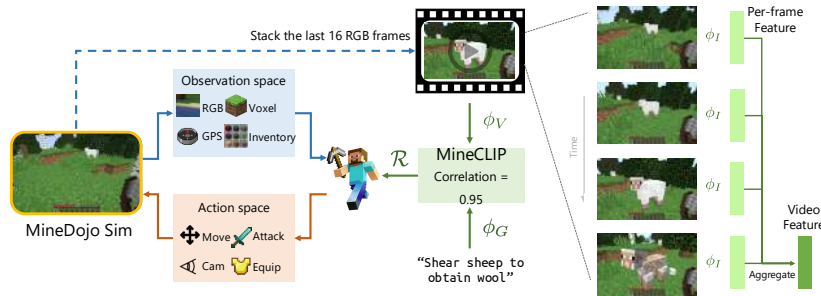 Stack the last 16 RGB frames
Observation space
RGB
Voxel
GPS
Inventory
MineDojo Sim
Action space
Move
Attack
Cam
Equip
ϕV
MineCLIP
Correlation =
0.95
R
ϕG
“Shear sheep to
obtain wool”
Time
ϕI
ϕI
ϕI
ϕI
Per-frame
Feature
Video
Feature
Aggregate